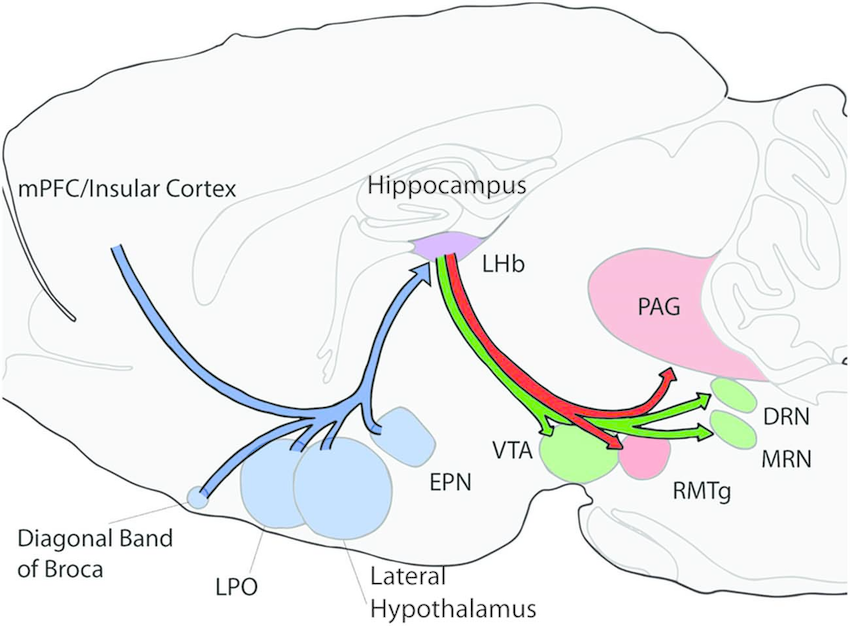 mPFC/Insular Cortex
Hippocampus
LHb
PAG
DRN
VTA
MRN
EPN
RMTg
Diagonal Band
of Broca
LPO
Lateral
Hypothalamus